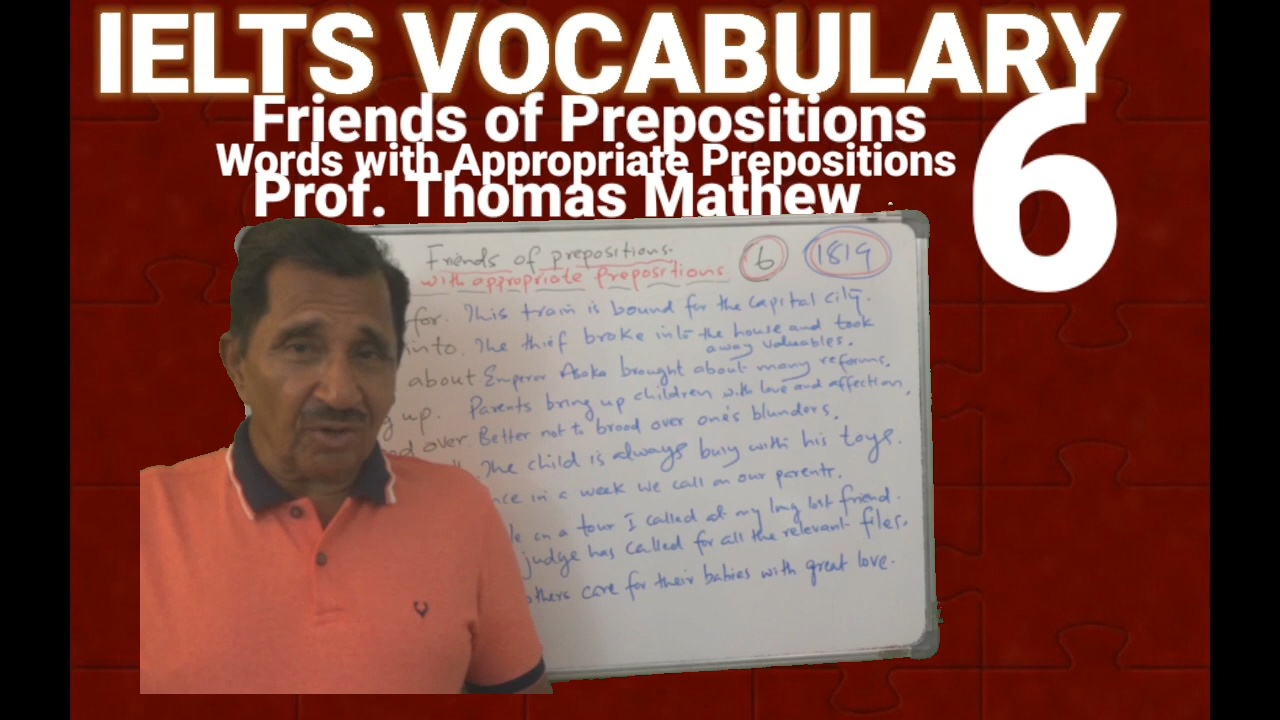 IELTS VOCABULARY
Friends of Prepositions
6
Words with Appropriate Prepositions
Prof. Thomas Mathew
Friends of prepositions. 6 1819
with appropriate prepositions
for. This train is bound for the capital city.
into. The thief broke into the house and took
away valuables.
about Emperor Asoka brought about many reforms.
g up. Parents bring up children with love and affection.
d over. Better not to brood over one's blunders.
The child is always busy with his toys.
nce in a week we call on our parents.
le on a tour I called at my long lost friend.
judge has called for all the relevant files.
thers care for their babies with great love.